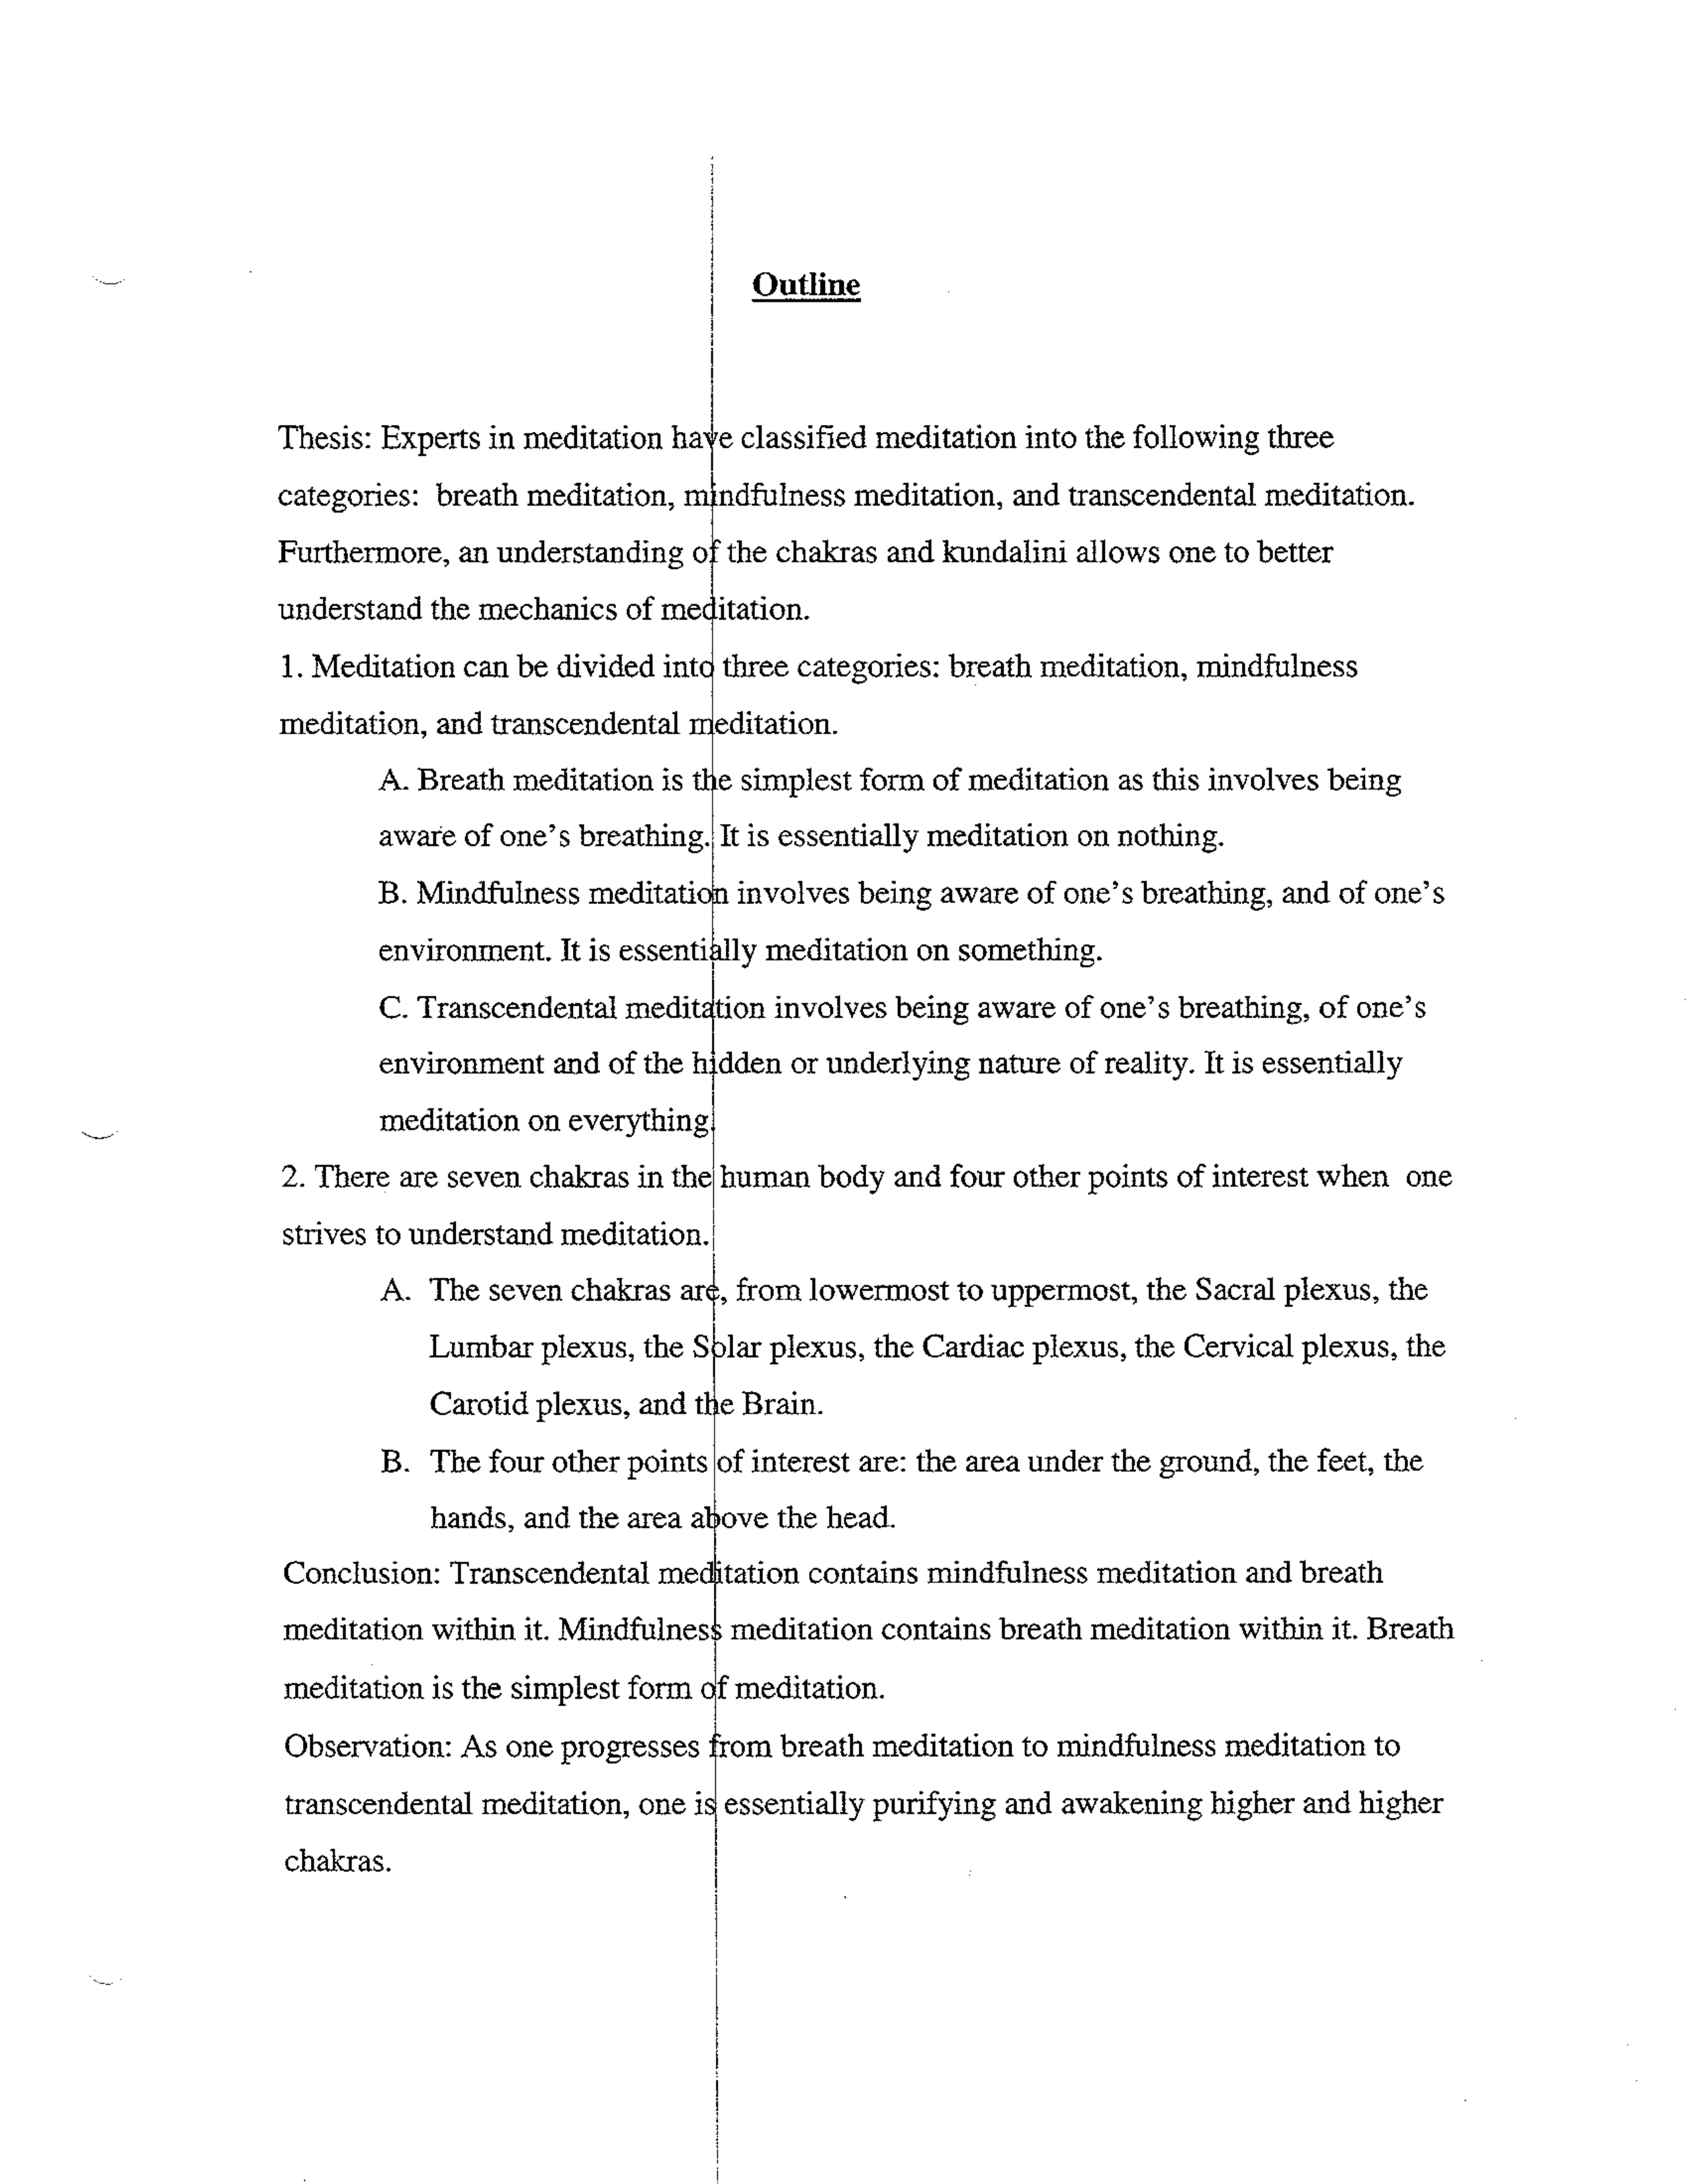 Outline
Thesis: Experts in meditation have classified meditation into the following three
categories:  breath meditation, mindfulness meditation, and transcendental meditation.
Furthermore, an understanding of the chakras and kundalini allows one to better
understand the mechanics of meditation.
1. Meditation can be divided into three categories: breath meditation, mindfulness
meditation, and transcendental meditation.
A. Breath meditation is the simplest form of meditation as this involves being
aware of one’s breathing. It is essentially meditation on nothing.
B. Mindfulness meditation involves being aware of one’s breathing, and of one’s
environment. It is essentially meditation on something.
C. Transcendental meditation involves being aware of one’s breathing, of one’s
environment and of the hidden or underlying nature of reality. It is essentially
meditation on everything.
2. There are seven chakras in the human body and four other points of interest when  one
strives to understand meditation.
A. The seven chakras are, from lowermost to uppermost, the Sacral plexus, the
Lumbar plexus, the Solar plexus, the Cardiac plexus, the Cervical plexus, the
Carotid plexus, and the Brain.
B. The four other points of interest are: the area under the ground, the feet, the
hands, and the area above the head.
Conclusion: Transcendental meditation contains mindfulness meditation and breath
meditation within it. Mindfulness meditation contains breath meditation within it. Breath
meditation is the simplest form of meditation.
Observation: As one progresses from breath meditation to mindfulness meditation to
transcendental meditation, one is essentially purifying and awakening higher and higher
chakras.